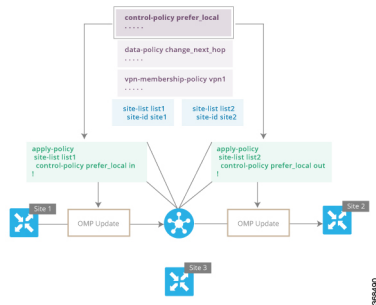 control-policy prefer_local
.....
data-policy change_next_hop
.....
vpn-membership-policy vpn1
.....
site-list list1
site-id site1
site-list list2
site-id site2
apply-policy
site-list list1
control-policy prefer_local in
!
apply-policy
site-list list2
control-policy prefer_local out
!
Site 1
OMP Update
OMP Update
Site 2
Site 3
368490